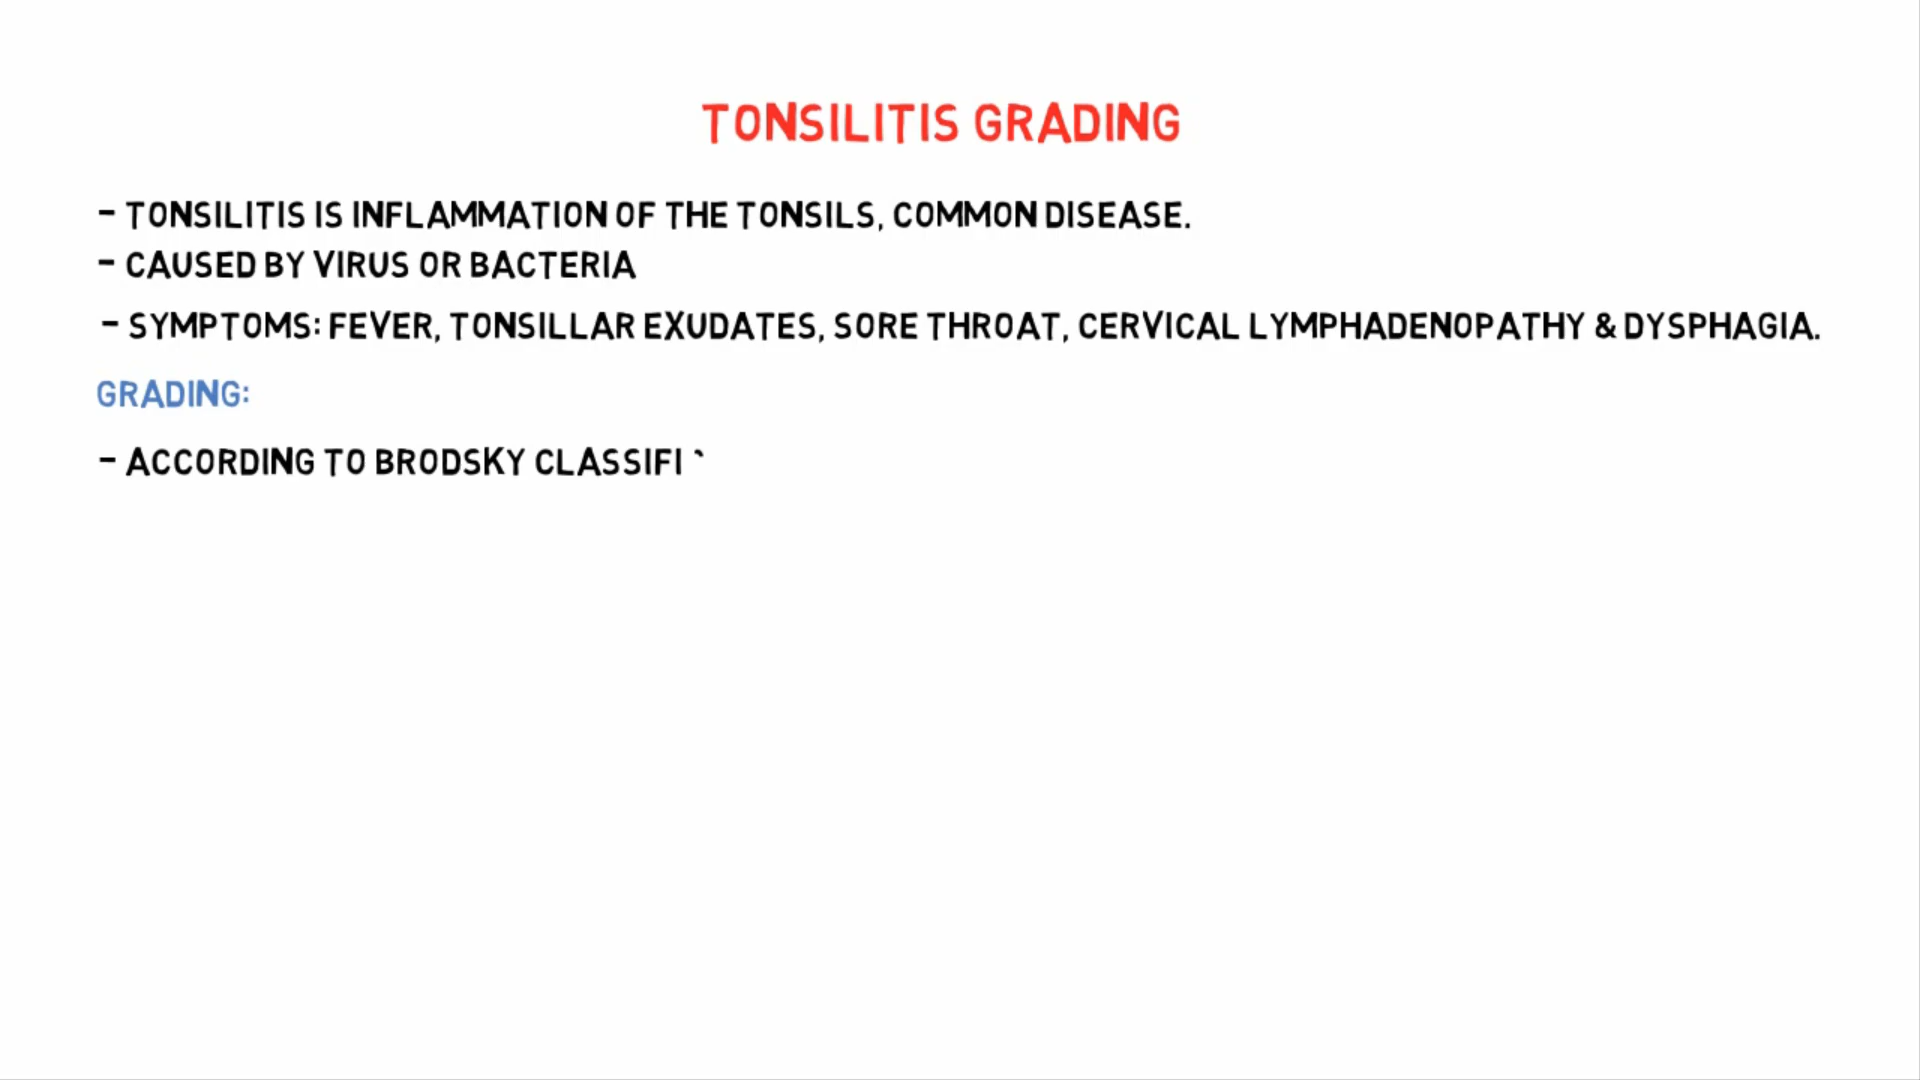 TONSILITIS GRADING
- TONSILITIS IS INFLAMMATION OF THE TONSILS, COMMON DISEASE.
- CAUSED BY VIRUS OR BACTERIA
- SYMPTOMS: FEVER, TONSILLAR EXUDATES, SORE THROAT, CERVICAL LYMPHADENOPATHY & DYSPHAGIA.
GRADING:
- ACCORDING TO BRODSKY CLASSIFI